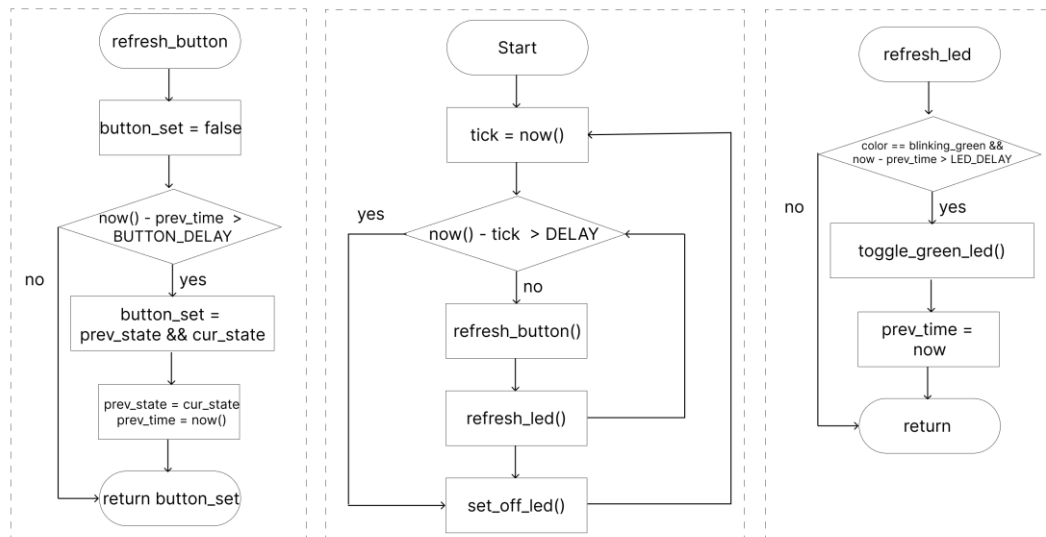 refresh_button
button_set = false
now() - prev_time >
BUTTON_DELAY
no
yes
button_set =
prev_state && cur_state
prev_state = cur_state
prev_time = now()
return button_set
Start
tick = now()
yes
now() - tick > DELAY
no
refresh_button()
refresh_led()
set_off_led()
refresh_led
color == blinking_green &&
now - prev_time > LED_DELAY
no
yes
toggle_green_led()
prev_time =
now
return